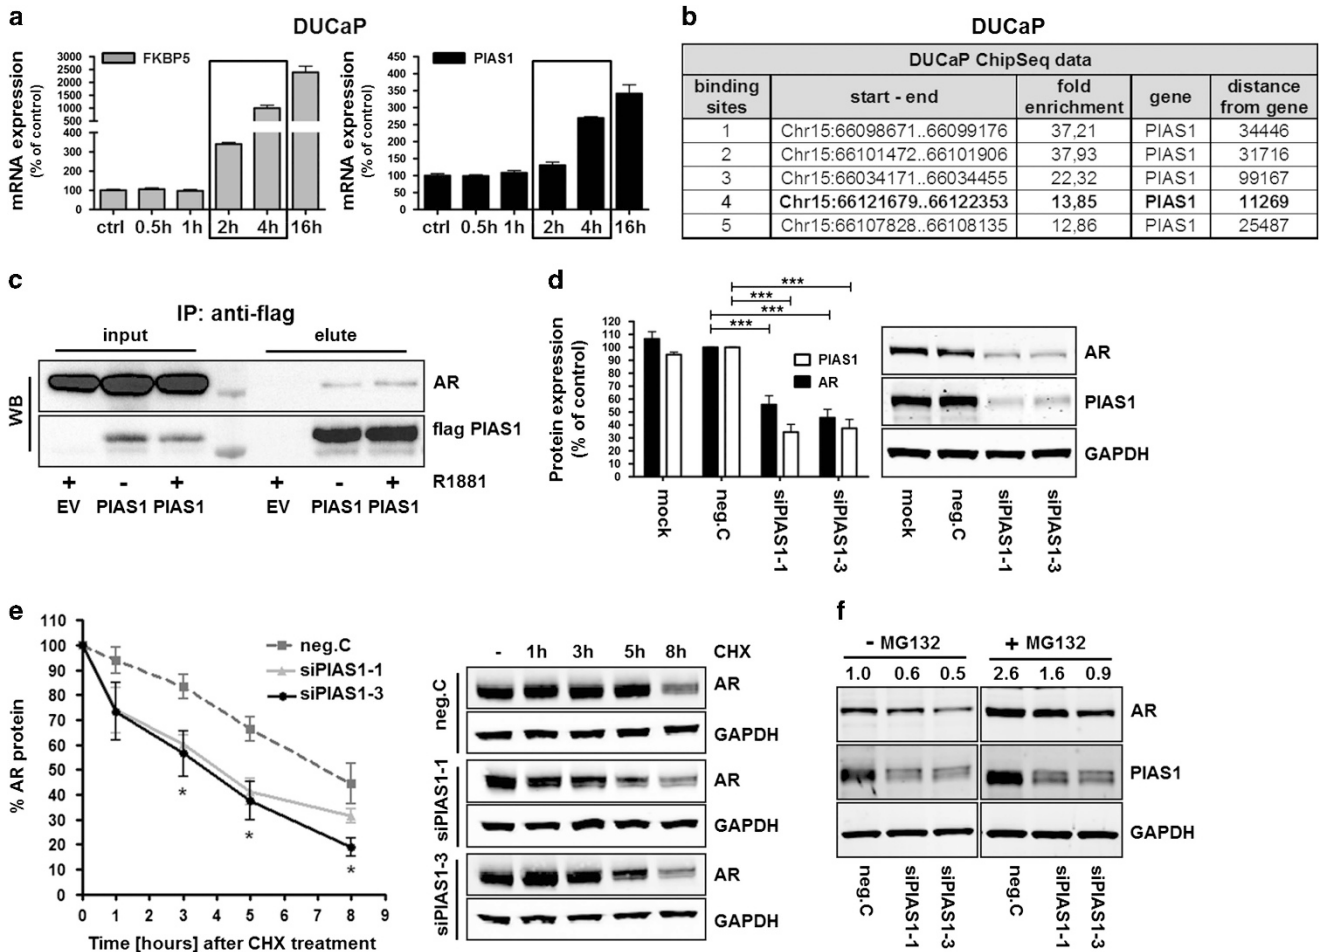 a
DUCaP
FKBP5
mRNA expression
(% of control)
3000
2500
2000
1500
1000
500
400
300
200
100
0
ctrl 0.5h 1h 2h 4h 16h
PIAS1
mRNA expression
(% of control)
450
400
350
300
250
200
150
100
50
0
ctrl 0.5h 1h 2h 4h 16h
b
DUCaP
DUCaP ChipSeq data
binding sites start - end fold enrichment gene distance from gene
1 Chr15:66098671..66099176 37,21 PIAS1 34446
2 Chr15:66101472..66101906 37,93 PIAS1 31716
3 Chr15:66034171..66034455 22,32 PIAS1 99167
4 Chr15:66121679..66122353 13,85 PIAS1 11269
5 Chr15:66107828..66108135 12,86 PIAS1 25487
c
IP: anti-flag
input elute
WB
AR
flag PIAS1
+ - + + - + R1881
EV PIAS1 PIAS1 EV PIAS1 PIAS1
d
***
***
***
***
Protein expression
(% of control)
120
110
100
90
80
70
60
50
40
30
20
10
0
PIAS1
AR
mock neg.C siPIAS1-1 siPIAS1-3
AR
PIAS1
GAPDH
mock neg.C siPIAS1-1 siPIAS1-3
e
% AR protein
110
100
90
80
70
60
50
40
30
20
10
0
neg.C
siPIAS1-1
siPIAS1-3
*
*
*
0 1 2 3 4 5 6 7 8 9
Time [hours] after CHX treatment
- 1h 3h 5h 8h CHX
neg.C
AR
GAPDH
siPIAS1-1
AR
GAPDH
siPIAS1-3
AR
GAPDH
f
- MG132 + MG132
1.0 0.6 0.5 2.6 1.6 0.9
AR
PIAS1
GAPDH
neg.C siPIAS1-1 siPIAS1-3 neg.C siPIAS1-1 siPIAS1-3